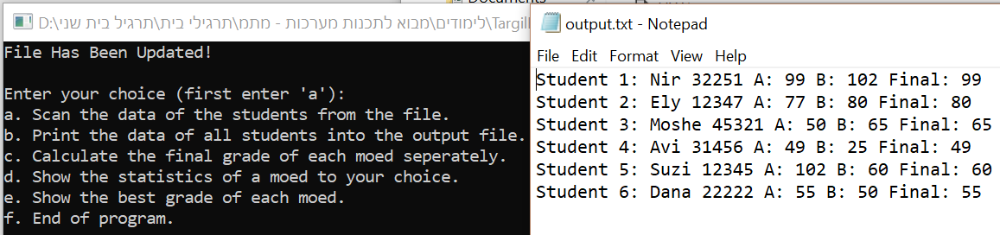 Documents
D:\לימודים\מבוא לתכנות מערכות - מתמ\תרגילי בית\תרגיל בית שני\Targil
File Has Been Updated!
Enter your choice (first enter 'a'):
a. Scan the data of the students from the file.
b. Print the data of all students into the output file.
c. Calculate the final grade of each moed seperately.
d. Show the statistics of a moed to your choice.
e. Show the best grade of each moed.
f. End of program.
output.txt - Notepad
File Edit Format View Help
Student 1: Nir 32251 A: 99 B: 102 Final: 99
Student 2: Ely 12347 A: 77 B: 80 Final: 80
Student 3: Moshe 45321 A: 50 B: 65 Final: 65
Student 4: Avi 31456 A: 49 B: 25 Final: 49
Student 5: Suzi 12345 A: 102 B: 60 Final: 60
Student 6: Dana 22222 A: 55 B: 50 Final: 55